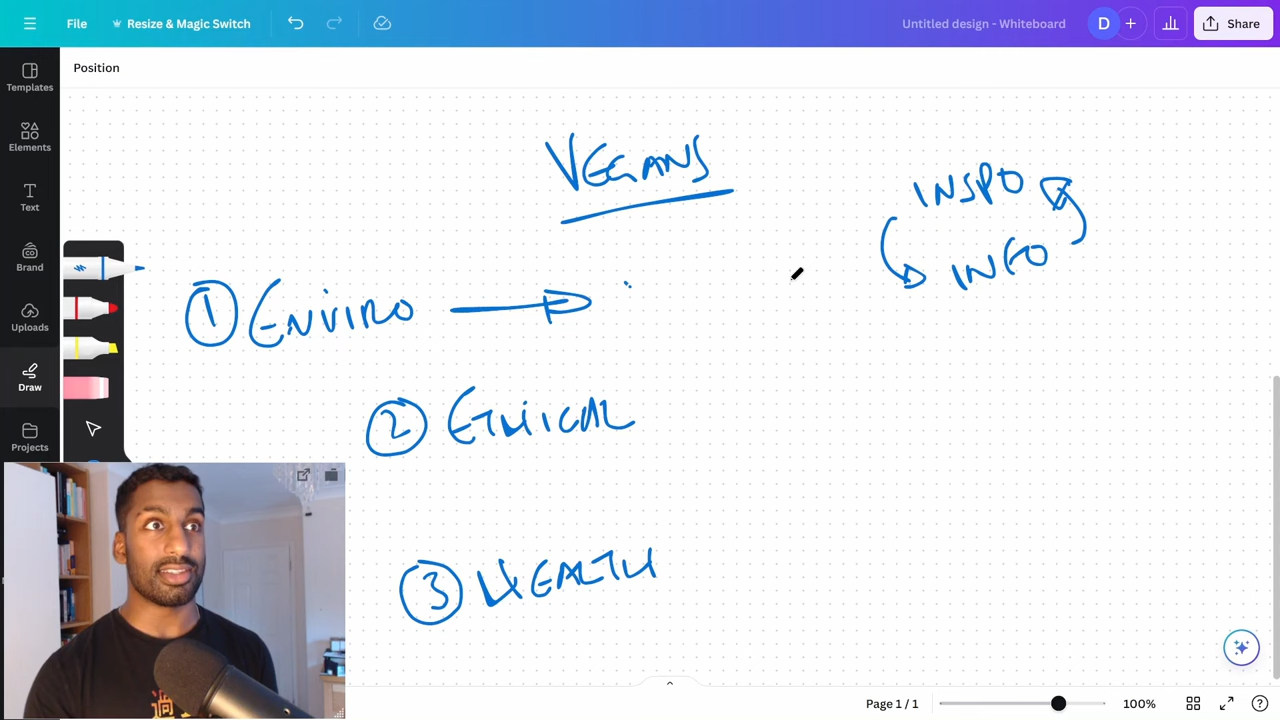 File
Resize & Magic Switch
Untitled design - Whiteboard
D
Share
Templates
Elements
Text
Brand
Uploads
Draw
Projects
Position
VEGANS
INSPO
INFO
1 ENVIRO
2 ETHICAL
3 HEALTH
過
Page 1 / 1
100%